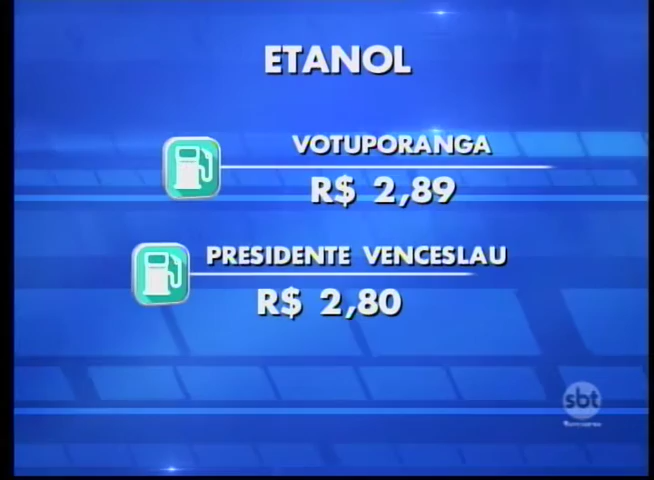 ETANOL
VOTUPORANGA
R$ 2,89
PRESIDENTE VENCESLAU
R$ 2,80
sbt